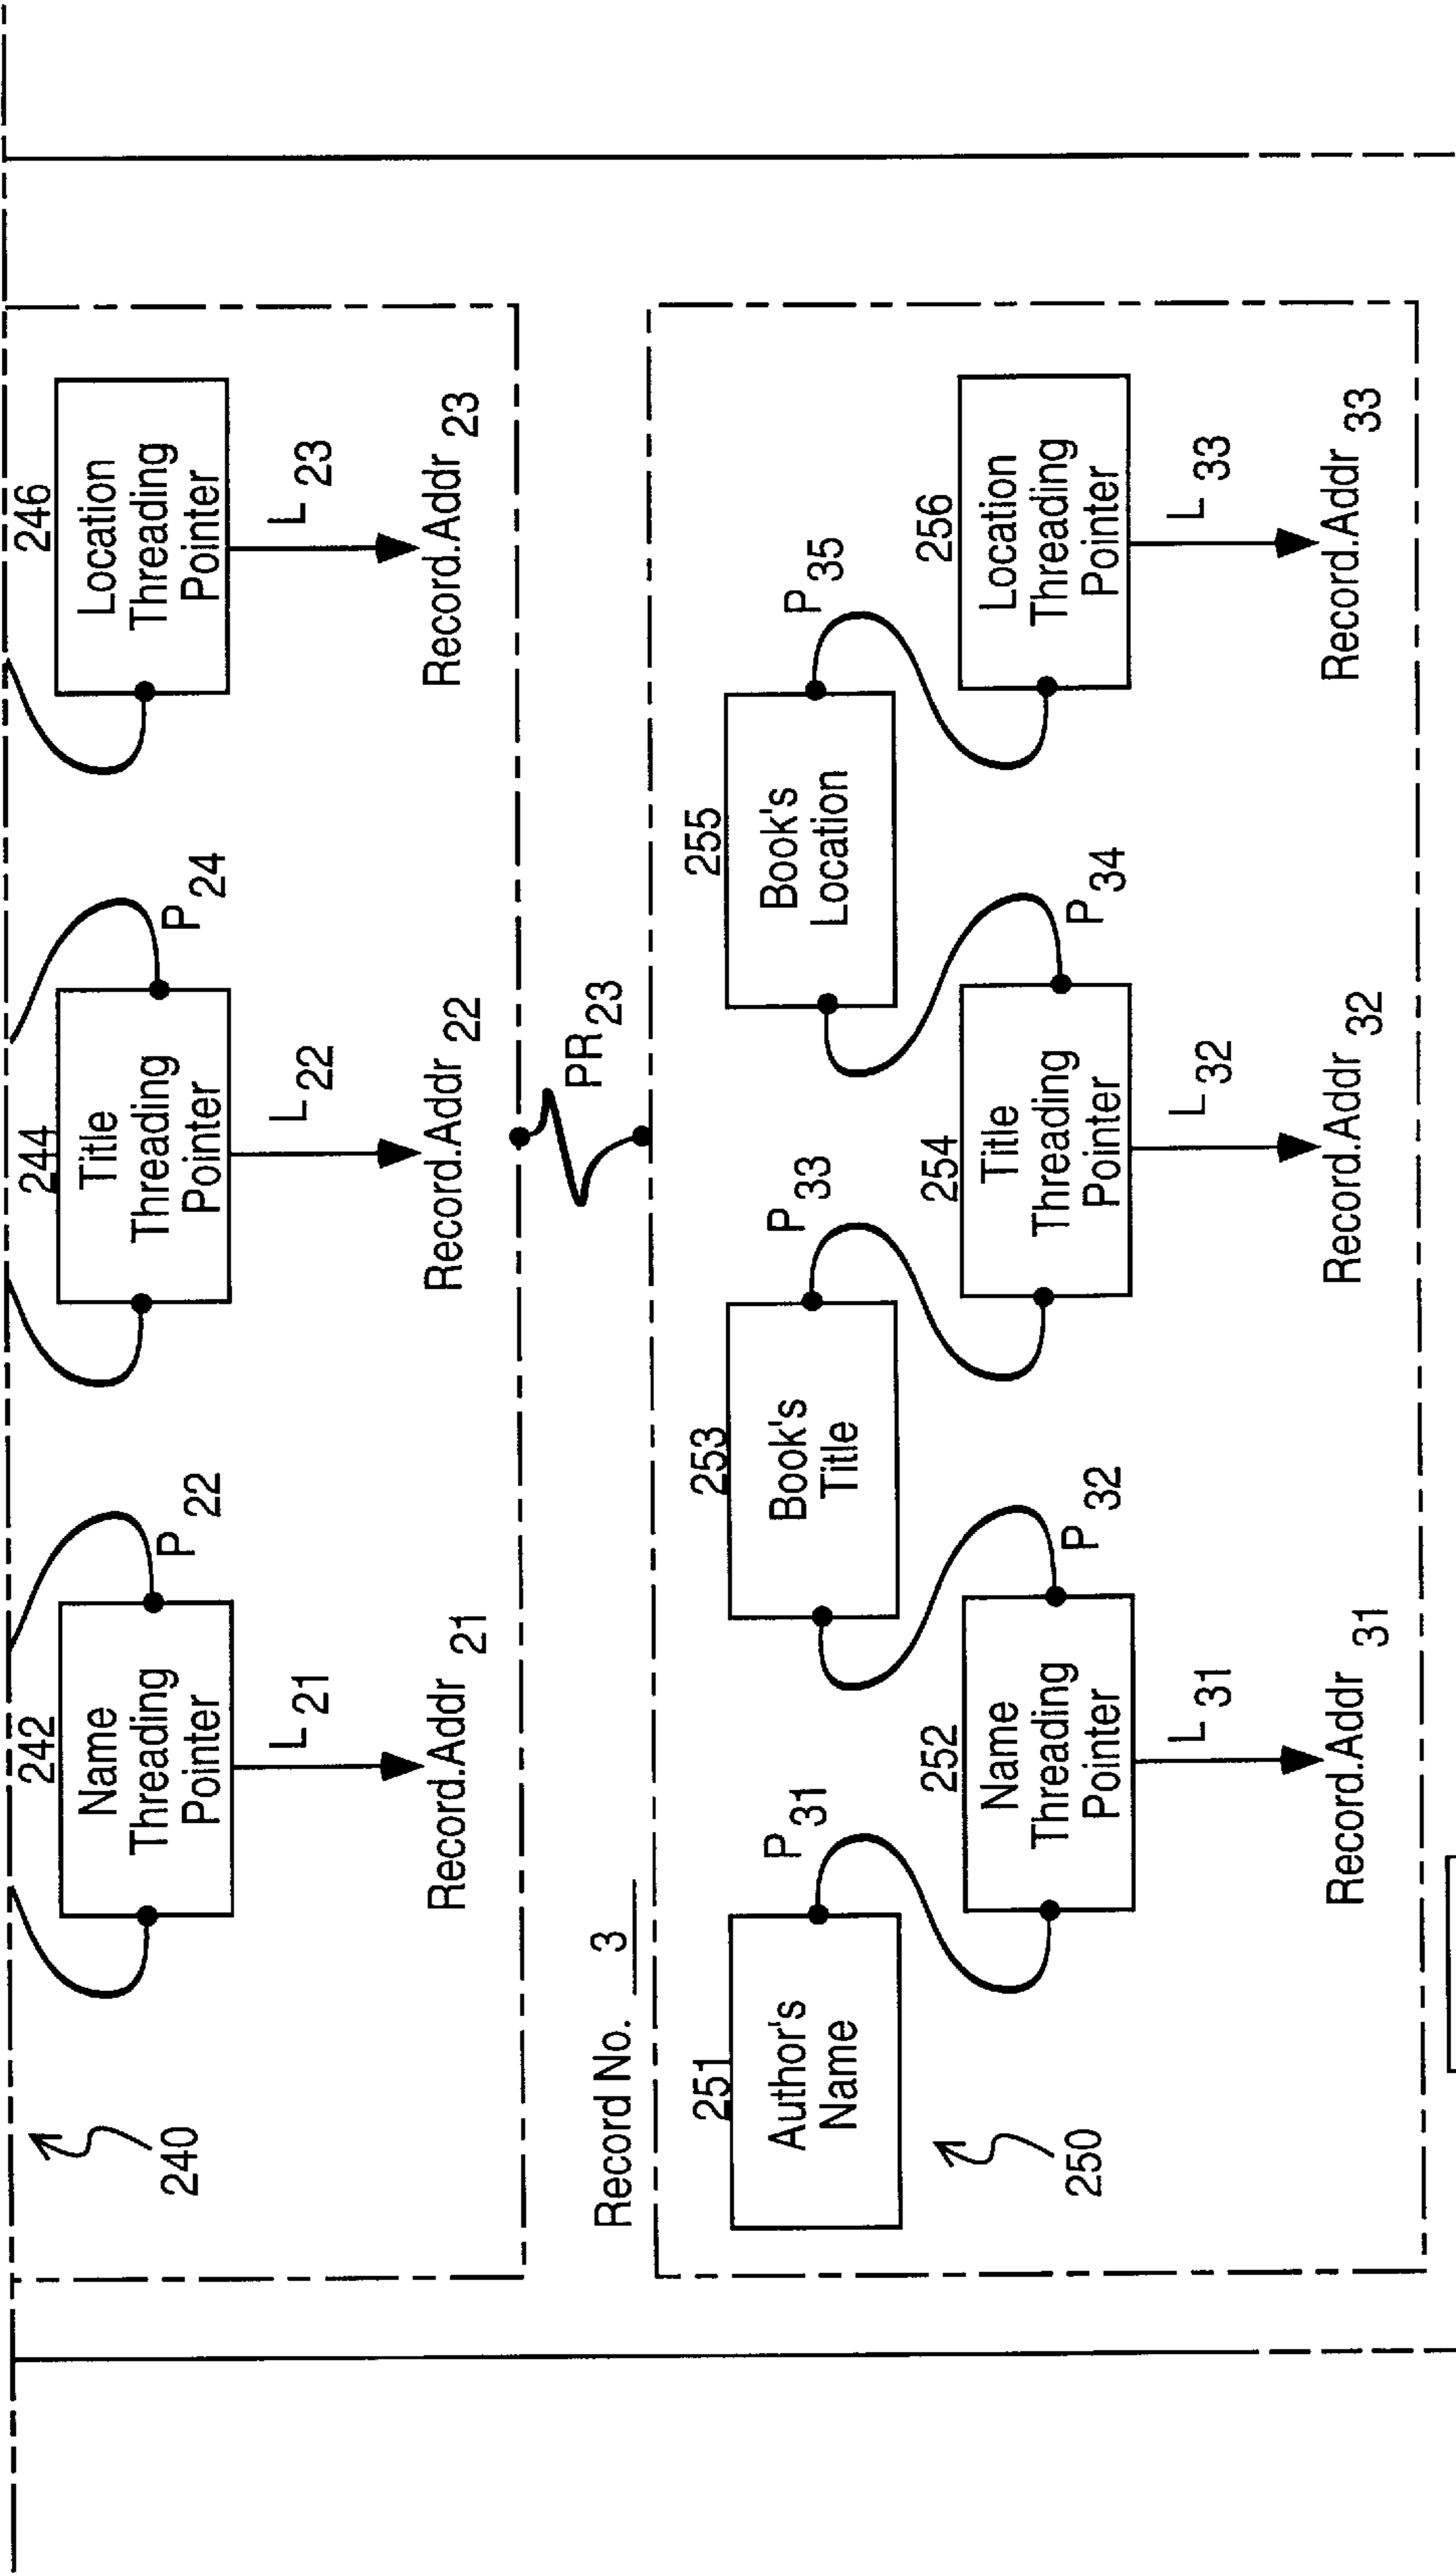 242
Name
Threading
Pointer
P 22
L 21
Record.Addr 21
244
Title
Threading
Pointer
P 24
L 22
Record.Addr 22
246
Location
Threading
Pointer
L 23
Record.Addr 23
240
PR 23
Record No. 3
251
Author's
Name
P 31
253
Book's
Title
P 33
255
Book's
Location
P 35
252
Name
Threading
Pointer
P 32
L 31
Record.Addr 31
254
Title
Threading
Pointer
P 34
L 32
Record.Addr 32
256
Location
Threading
Pointer
L 33
Record.Addr 33
250